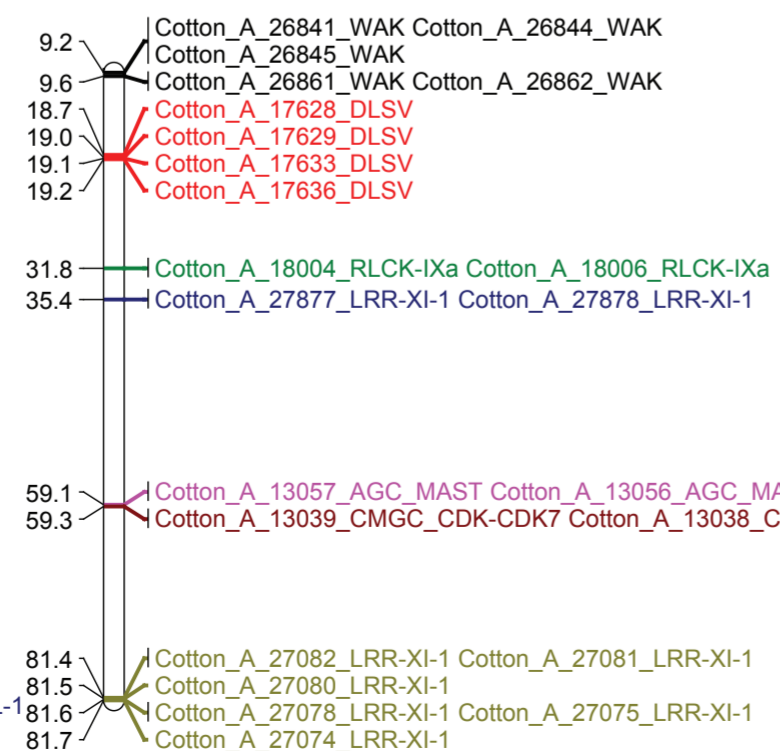 9.2 Cotton_A_26841_WAK Cotton_A_26844_WAK
Cotton_A_26845_WAK
9.6 Cotton_A_26861_WAK Cotton_A_26862_WAK
18.7 Cotton_A_17628_DLSV
19.0 Cotton_A_17629_DLSV
19.1 Cotton_A_17633_DLSV
19.2 Cotton_A_17636_DLSV
31.8 Cotton_A_18004_RLCK-IXa Cotton_A_18006_RLCK-IXa
35.4 Cotton_A_27877_LRR-XI-1 Cotton_A_27878_LRR-XI-1
59.1 Cotton_A_13057_AGC_MAST Cotton_A_13056_AGC_MA
59.3 Cotton_A_13039_CMGC_CDK-CDK7 Cotton_A_13038_C
81.4 Cotton_A_27082_LRR-XI-1 Cotton_A_27081_LRR-XI-1
81.5 Cotton_A_27080_LRR-XI-1
-1 81.6 Cotton_A_27078_LRR-XI-1 Cotton_A_27075_LRR-XI-1
81.7 Cotton_A_27074_LRR-XI-1